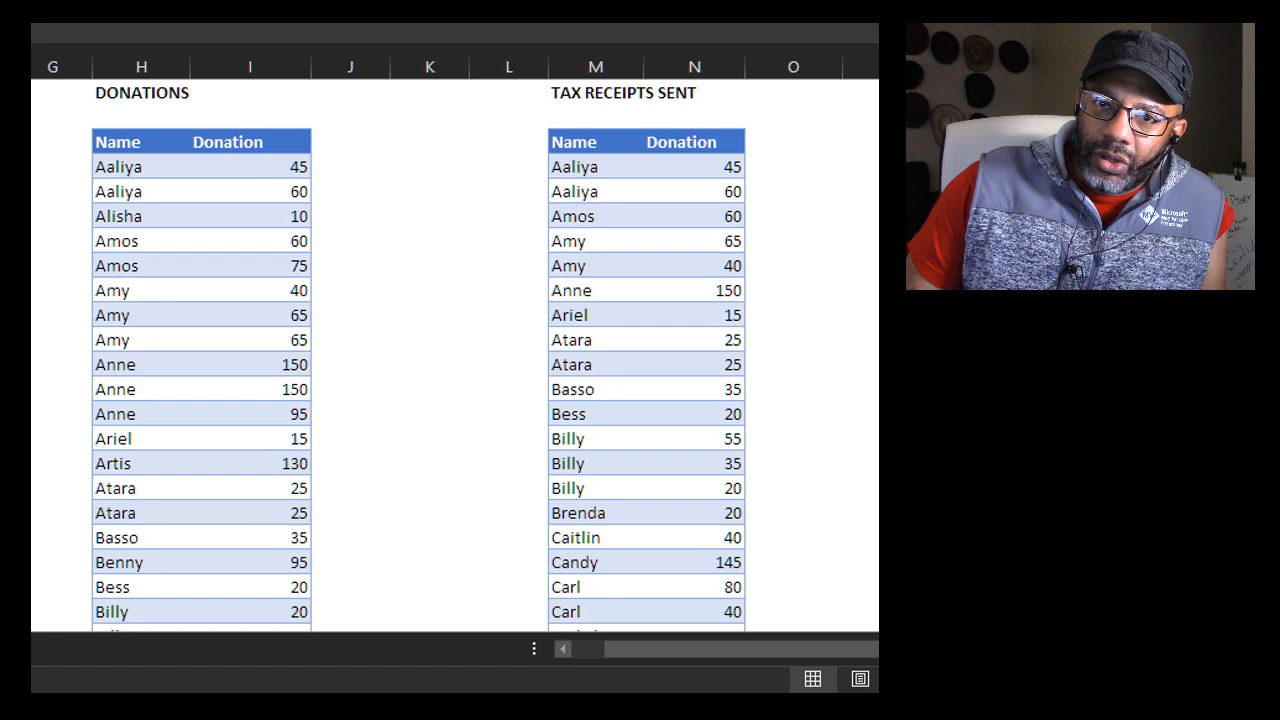 G H I J K L M N O
DONATIONS TAX RECEIPTS SENT
Name Donation Name Donation
Aaliya 45 Aaliya 45
Aaliya 60 Aaliya 60
Alisha 10 Amos 60
Amos 60 Amy 65
Amos 75 Amy 40
Amy 40 Anne 150
Amy 65 Ariel 15
Amy 65 Atara 25
Anne 150 Atara 25
Anne 150 Basso 35
Anne 95 Bess 20
Ariel 15 Billy 55
Artis 130 Billy 35
Atara 25 Billy 20
Atara 25 Brenda 20
Basso 35 Caitlin 40
Benny 95 Candy 145
Bess 20 Carl 80
Billy 20 Carl 40
Microsoft
Most Valuable
Professional